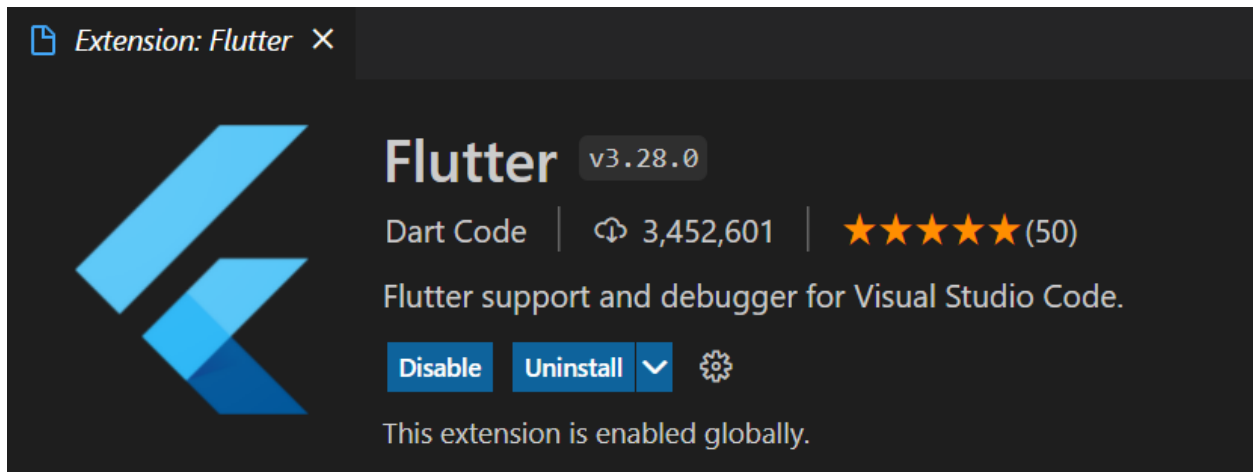 Extension: Flutter
Flutter v3.28.0
Dart Code 3,452,601 (50)
Flutter support and debugger for Visual Studio Code.
Disable Uninstall
This extension is enabled globally.